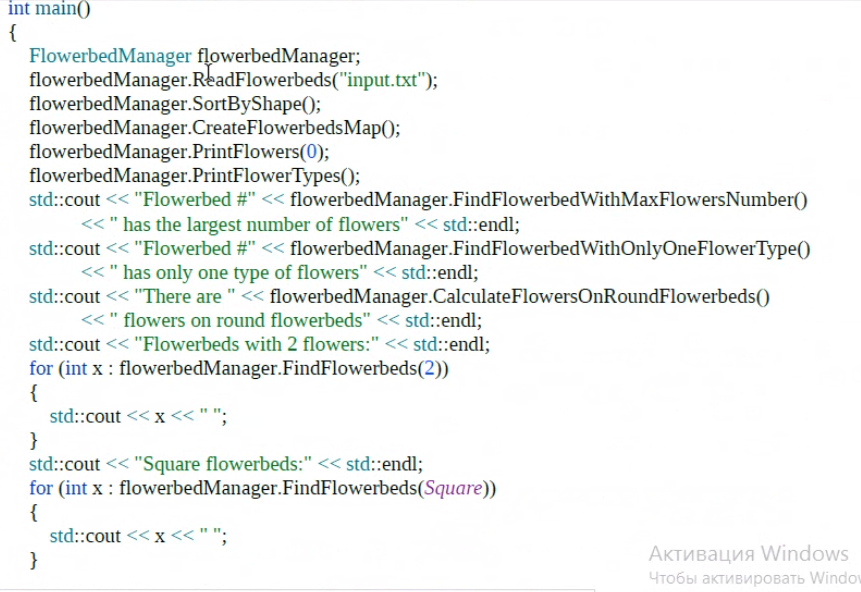 int main()
{
    FlowerbedManager flowerbedManager;
    flowerbedManager.ReadFlowerbeds("input.txt");
    flowerbedManager.SortByShape();
    flowerbedManager.CreateFlowerbedsMap();
    flowerbedManager.PrintFlowers(0);
    flowerbedManager.PrintFlowerTypes();
    std::cout << "Flowerbed #" << flowerbedManager.FindFlowerbedWithMaxFlowersNumber()
            << " has the largest number of flowers" << std::endl;
    std::cout << "Flowerbed #" << flowerbedManager.FindFlowerbedWithOnlyOneFlowerType()
            << " has only one type of flowers" << std::endl;
    std::cout << "There are " << flowerbedManager.CalculateFlowersOnRoundFlowerbeds()
            << " flowers on round flowerbeds" << std::endl;
    std::cout << "Flowerbeds with 2 flowers:" << std::endl;
    for (int x : flowerbedManager.FindFlowerbeds(2))
    {
        std::cout << x << " ";
    }
    std::cout << "Square flowerbeds:" << std::endl;
    for (int x : flowerbedManager.FindFlowerbeds(Square))
    {
        std::cout << x << " ";
    }
Активация Windows
Чтобы активировать Windov